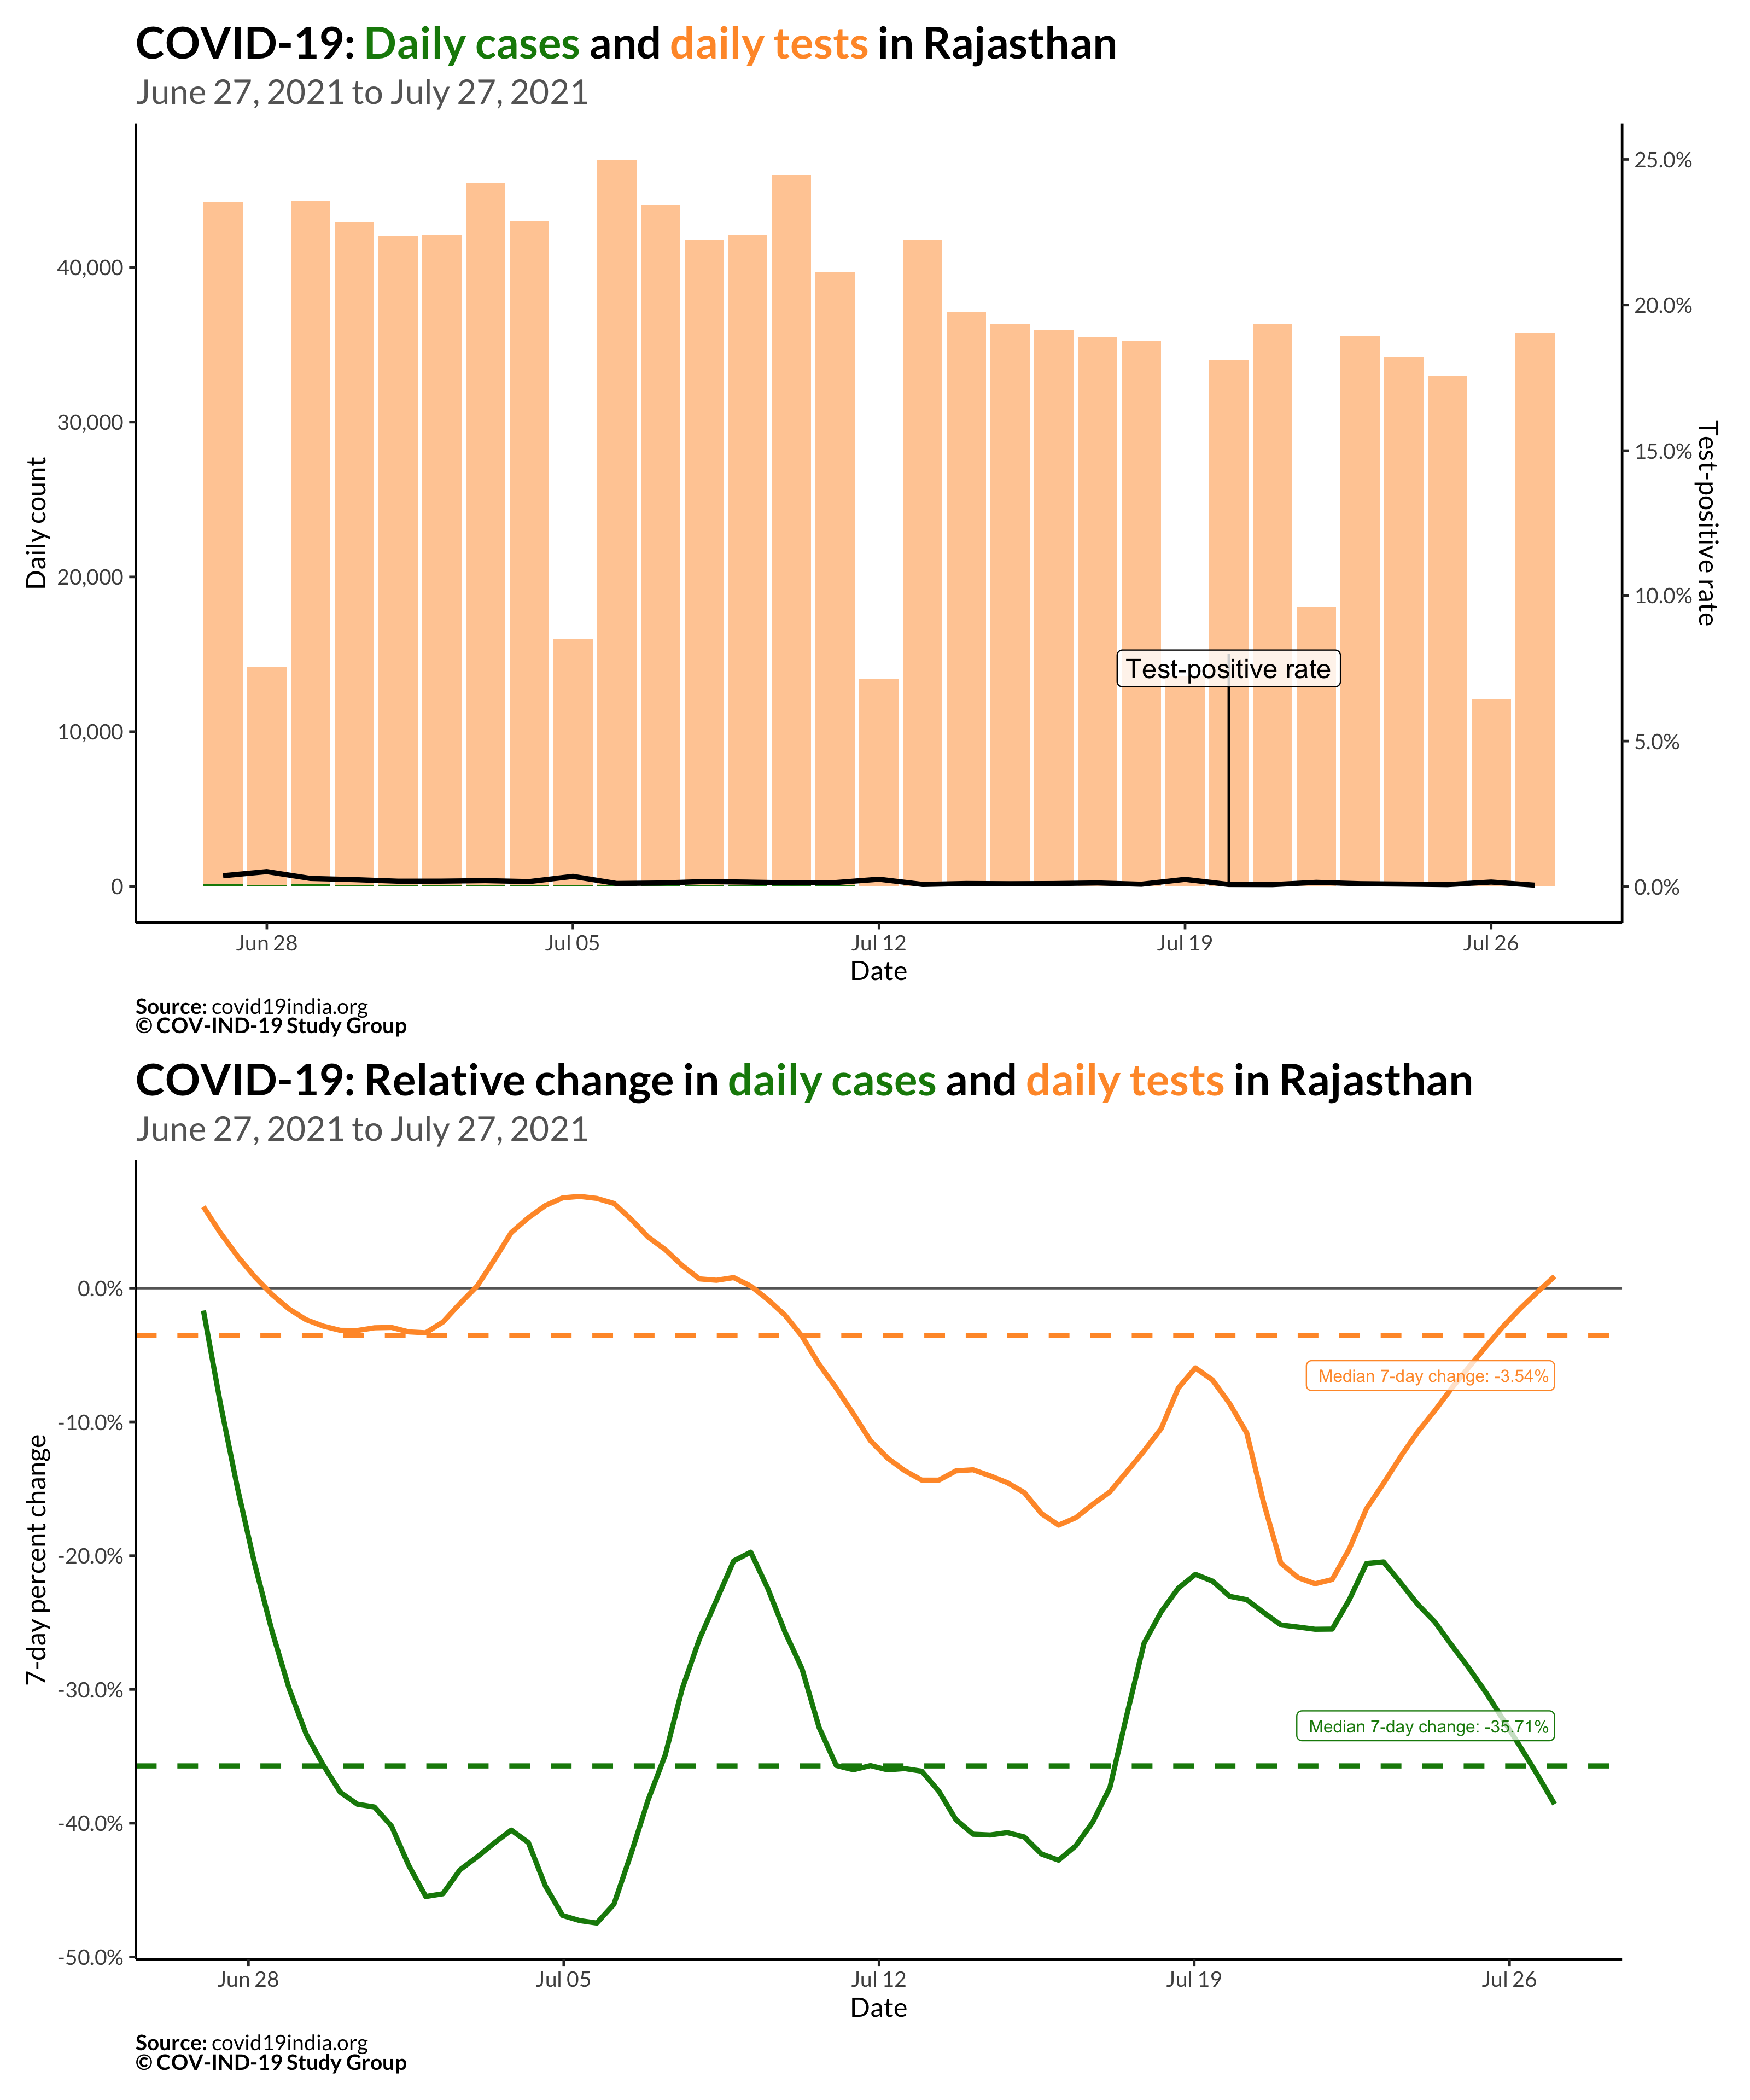 COVID-19: Daily cases and daily tests in Rajasthan
June 27, 2021 to July 27, 2021
Daily count
40,000
30,000
20,000
10,000
0
25.0%
20.0%
15.0%
10.0%
5.0%
0.0%
Test-positive rate
Test-positive rate
Jun 28
Jul 05
Jul 12
Jul 19
Jul 26
Date
Source: covid19india.org
© COV-IND-19 Study Group
COVID-19: Relative change in daily cases and daily tests in Rajasthan
June 27, 2021 to July 27, 2021
7-day percent change
0.0%
-10.0%
-20.0%
-30.0%
-40.0%
-50.0%
Median 7-day change: -3.54%
Median 7-day change: -35.71%
Jun 28
Jul 05
Jul 12
Jul 19
Jul 26
Date
Source: covid19india.org
© COV-IND-19 Study Group